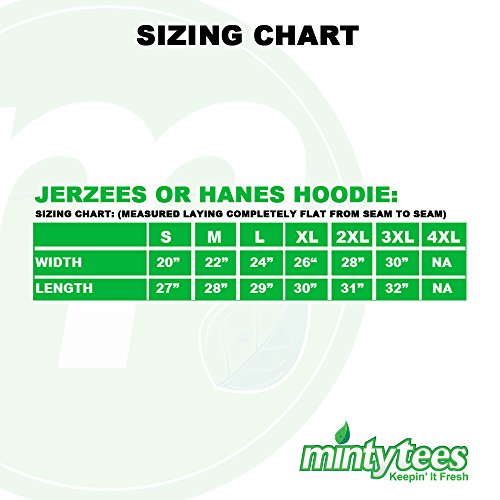 SIZING CHART
JERZEES OR HANES HOODIE:
SIZING CHART: (MEASURED LAYING COMPLETELY FLAT FROM SEAM TO SEAM)
S M L XL 2XL 3XL 4XL
WIDTH 20” 22” 24” 26“ 28” 30” NA
LENGTH 27” 28” 29” 30” 31” 32” NA
mintytees
Keepin' It Fresh